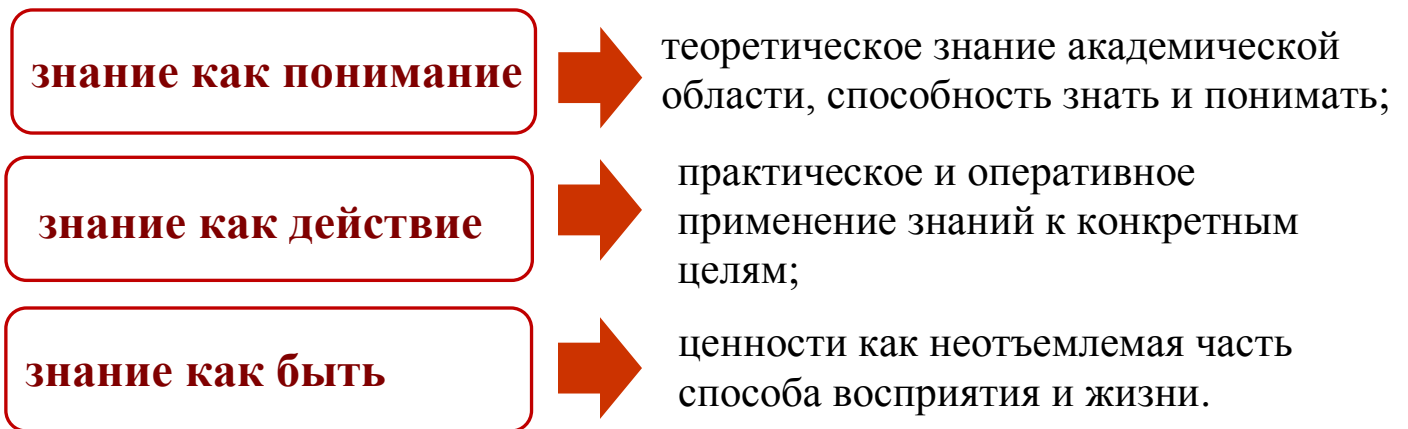 знание как понимание
теоретическое знание академической
области, способность знать и понимать;
знание как действие
практическое и оперативное
применение знаний к конкретным
целям;
знание как быть
ценности как неотъемлемая часть
способа восприятия и жизни.